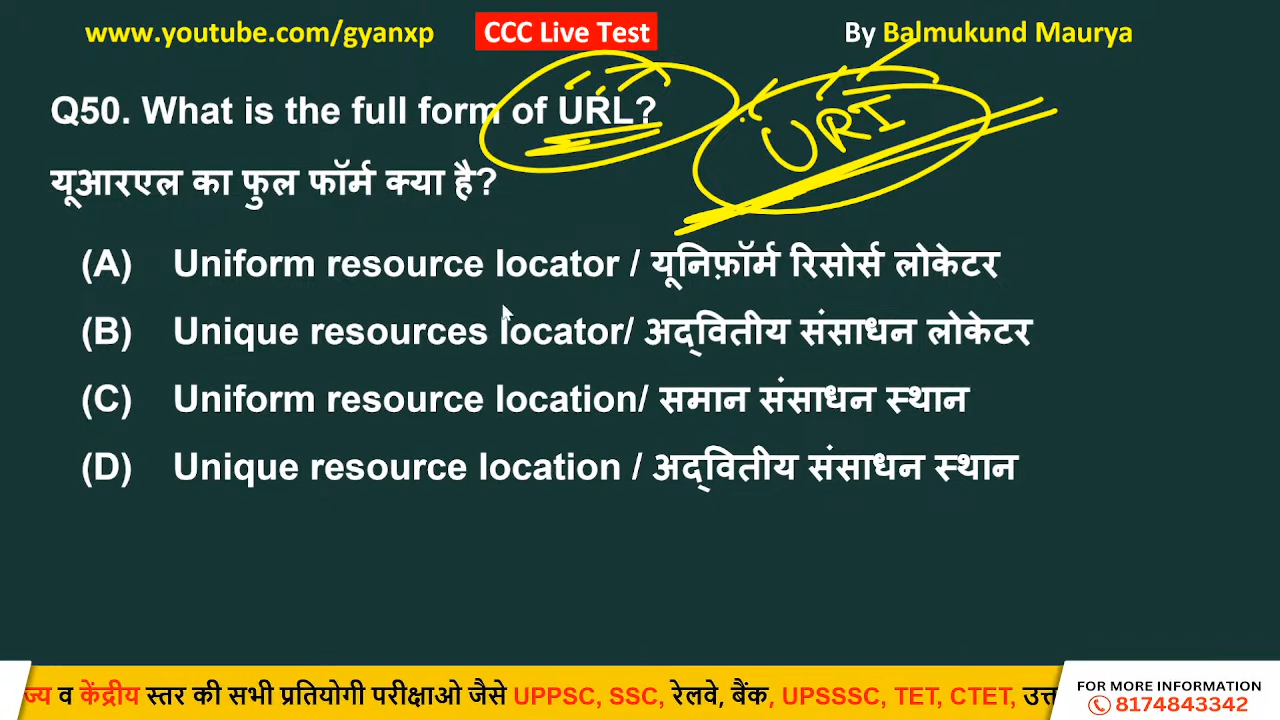 www.youtube.com/gyanxp CCC Live Test By Balmukund Maurya
Q50. What is the full form of URL?
URI
यूआरएल का फुल फॉर्म क्या है?
(A) Uniform resource locator / यूनिफ़ॉर्म रिसोर्स लोकेटर
(B) Unique resources locator/ अद्वितीय संसाधन लोकेटर
(C) Uniform resource location/ समान संसाधन स्थान
(D) Unique resource location / अद्वितीय संसाधन स्थान
व केंद्रीय स्तर की सभी प्रतियोगी परीक्षाओ जैसे UPPSC, SSC, रेलवे, बैंक, UPSSSC, TET, CTET,
FOR MORE INFORMATION
8174843342